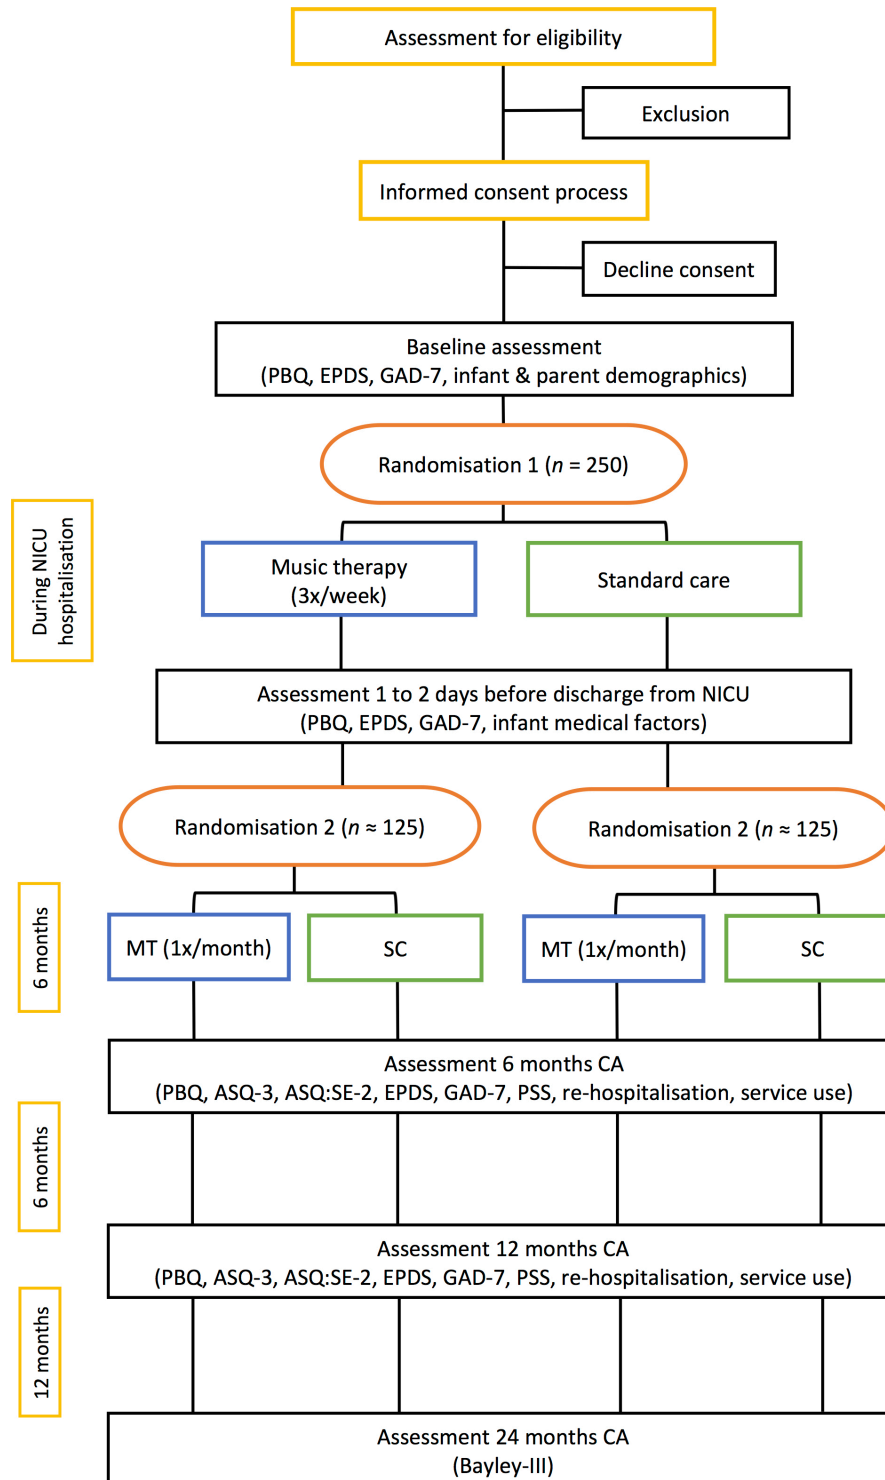 Assessment for eligibility
Exclusion
Informed consent process
Decline consent
Baseline assessment
(PBQ, EPDS, GAD-7, infant & parent demographics)
Randomisation 1 (n = 250)
During NICU
hospitalisation
Music therapy
(3x/week)
Standard care
Assessment 1 to 2 days before discharge from NICU
(PBQ, EPDS, GAD-7, infant medical factors)
Randomisation 2 (n ≈ 125)
Randomisation 2 (n ≈ 125)
6 months
MT (1x/month)
SC
MT (1x/month)
SC
Assessment 6 months CA
(PBQ, ASQ-3, ASQ:SE-2, EPDS, GAD-7, PSS, re-hospitalisation, service use)
6 months
Assessment 12 months CA
(PBQ, ASQ-3, ASQ:SE-2, EPDS, GAD-7, PSS, re-hospitalisation, service use)
12 months
Assessment 24 months CA
(Bayley-III)